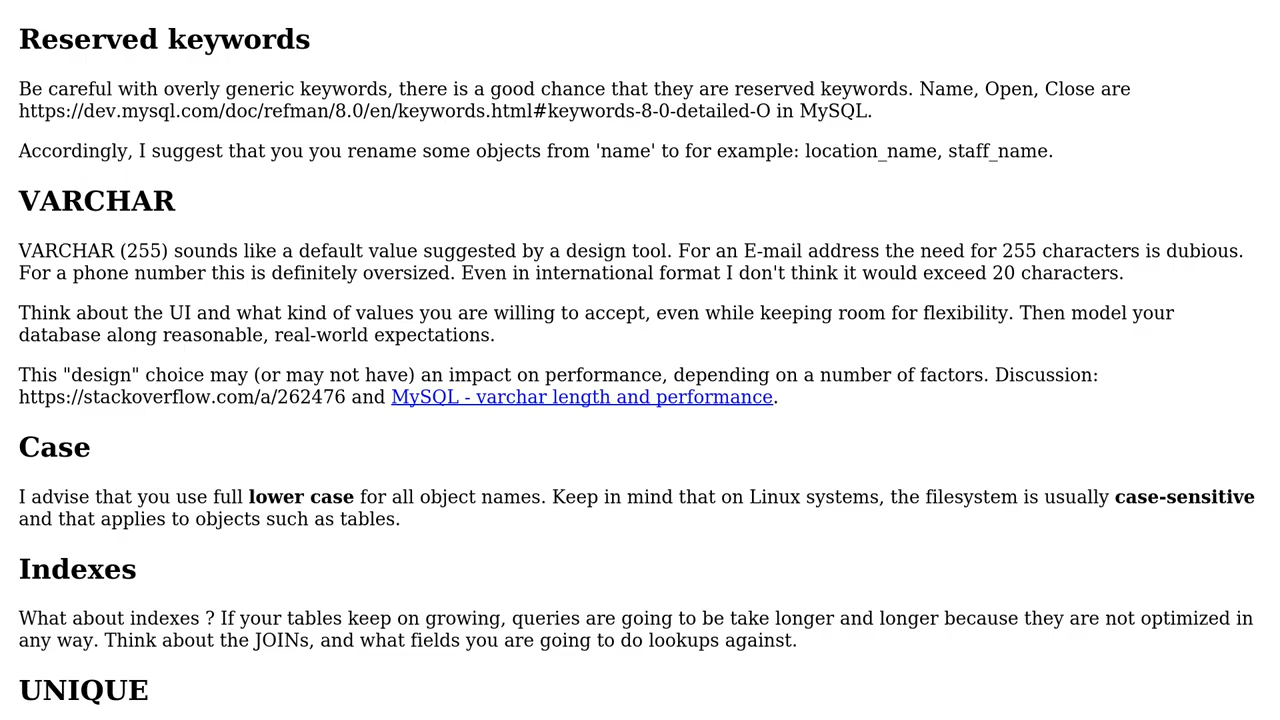 Reserved keywords
Be careful with overly generic keywords, there is a good chance that they are reserved keywords. Name, Open, Close are
https://dev.mysql.com/doc/refman/8.0/en/keywords.html#keywords-8-0-detailed-O in MySQL.
Accordingly, I suggest that you you rename some objects from 'name' to for example: location_name, staff_name.
VARCHAR
VARCHAR (255) sounds like a default value suggested by a design tool. For an E-mail address the need for 255 characters is dubious.
For a phone number this is definitely oversized. Even in international format I don't think it would exceed 20 characters.
Think about the UI and what kind of values you are willing to accept, even while keeping room for flexibility. Then model your
database along reasonable, real-world expectations.
This "design" choice may (or may not have) an impact on performance, depending on a number of factors. Discussion:
https://stackoverflow.com/a/262476 and MySQL - varchar length and performance.
Case
I advise that you use full lower case for all object names. Keep in mind that on Linux systems, the filesystem is usually case-sensitive
and that applies to objects such as tables.
Indexes
What about indexes ? If your tables keep on growing, queries are going to be take longer and longer because they are not optimized in
any way. Think about the JOINs, and what fields you are going to do lookups against.
UNIQUE